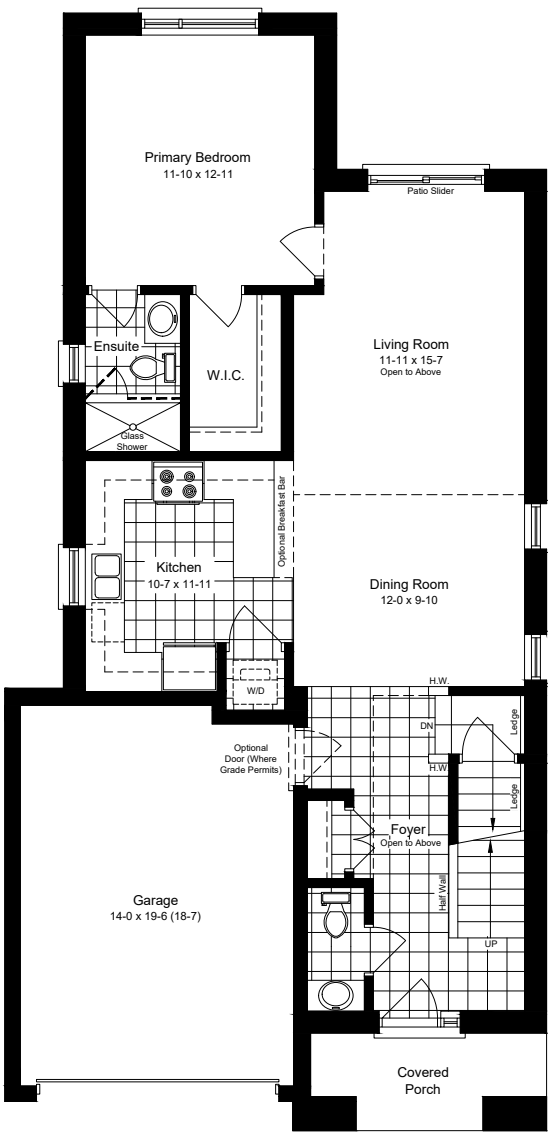 Primary Bedroom
11-10 x 12-11
Patio Slider
Ensuite
W.I.C.
Living Room
11-11 x 15-7
Open to Above
Glass
Shower
Optional Breakfast Bar
Kitchen
10-7 x 11-11
Dining Room
12-0 x 9-10
W/D
H.W.
DN
Ledge
Optional
Door (Where
Grade Permits)
H.W.
Ledge
Foyer
Open to Above
Half Wall
Garage
14-0 x 19-6 (18-7)
UP
Covered
Porch